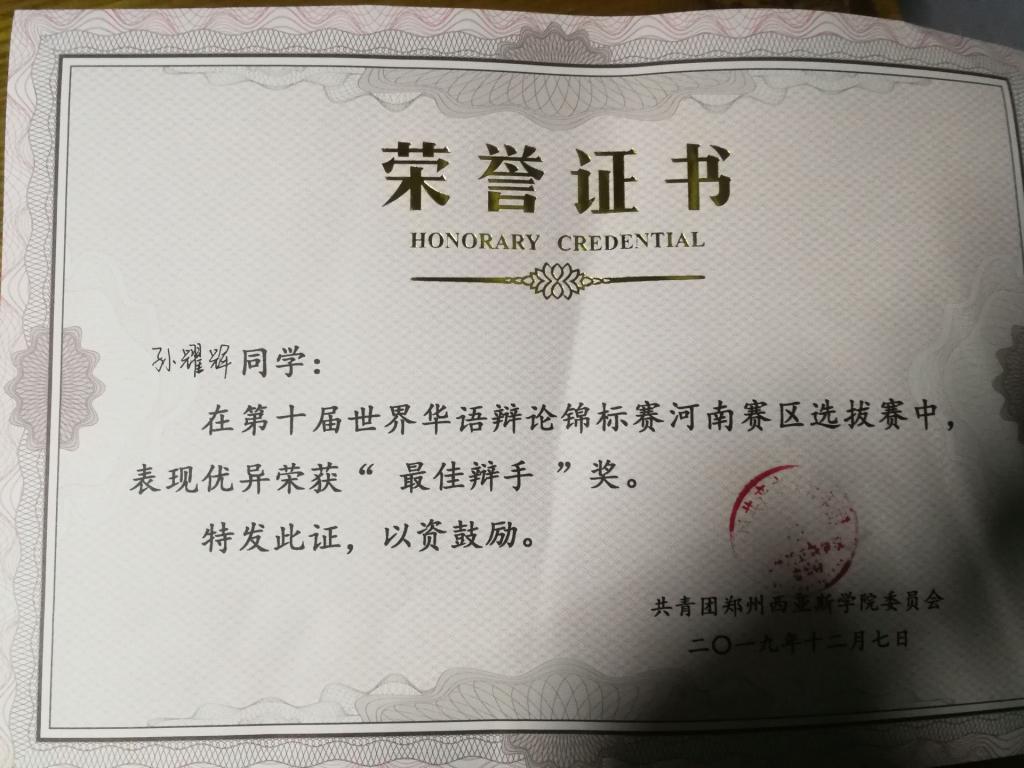 荣誉证书
HONORARY CREDENTIAL
孙耀辉同学：
在第十届世界华语辩论锦标赛河南赛区选拔赛中，
表现优异荣获“ 最佳辩手 ”奖。
特发此证，以资鼓励。
共青团郑州西亚斯学院委员会
二〇一九年十二月七日